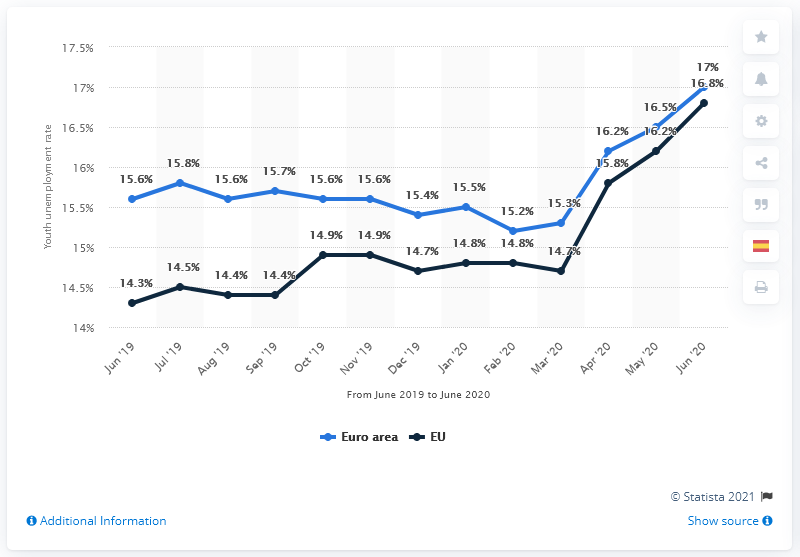 17.5%
17%
16.5%
16%
15.5%
15%
14.5%
14%
Youth unemployment rate
15.6%
15.8%
15.6%
15.7%
15.6%
15.6%
15.4%
15.5%
15.2%
15.3%
16.2%
16.5%
17%
14.3%
14.5%
14.4%
14.4%
14.9%
14.9%
14.7%
14.8%
14.8%
14.7%
15.8%
16.2%
16.8%
Jun '19
Jul '19
Aug '19
Sep '19
Oct '19
Nov '19
Dec '19
Jan '20
Feb '20
Mar '20
Apr '20
May '20
Jun '20
From June 2019 to June 2020
Euro area EU
© Statista 2021
Additional Information Show source